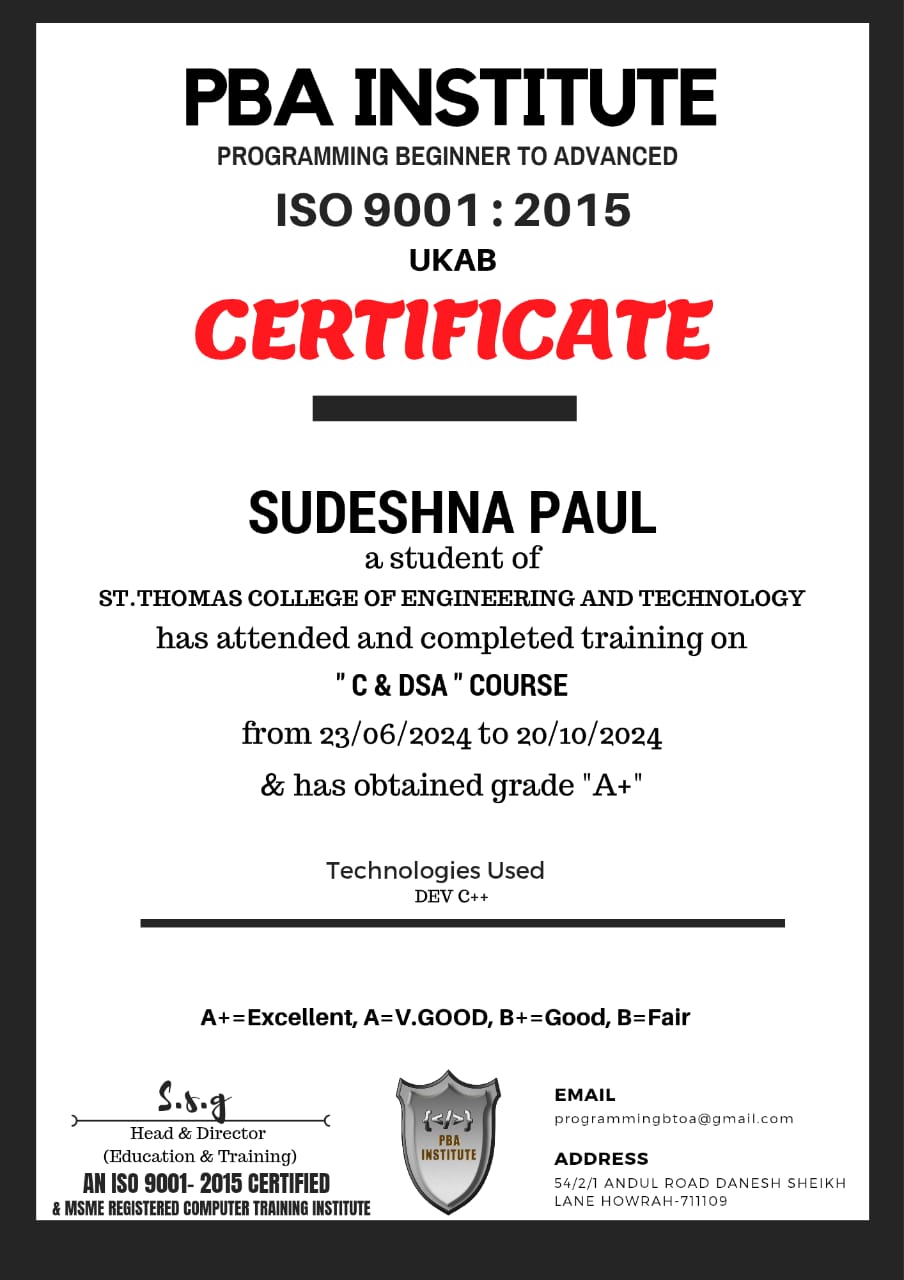 PBA INSTITUTE
PROGRAMMING BEGINNER TO ADVANCED
ISO 9001 : 2015
UKAB
CERTIFICATE
SUDESHNA PAUL
a student of
ST.THOMAS COLLEGE OF ENGINEERING AND TECHNOLOGY
has attended and completed training on
" C & DSA " COURSE
from 23/06/2024 to 20/10/2024
& has obtained grade "A+"
Technologies Used
DEV C++
A+=Excellent, A=V.GOOD, B+=Good, B=Fair
S.s.g
Head & Director
(Education & Training)
AN ISO 9001- 2015 CERTIFIED
& MSME REGISTERED COMPUTER TRAINING INSTITUTE
{</>}
PBA
INSTITUTE
EMAIL
programmingbtoa@gmail.com
ADDRESS
54/2/1 ANDUL ROAD DANESH SHEIKH
LANE HOWRAH-711109